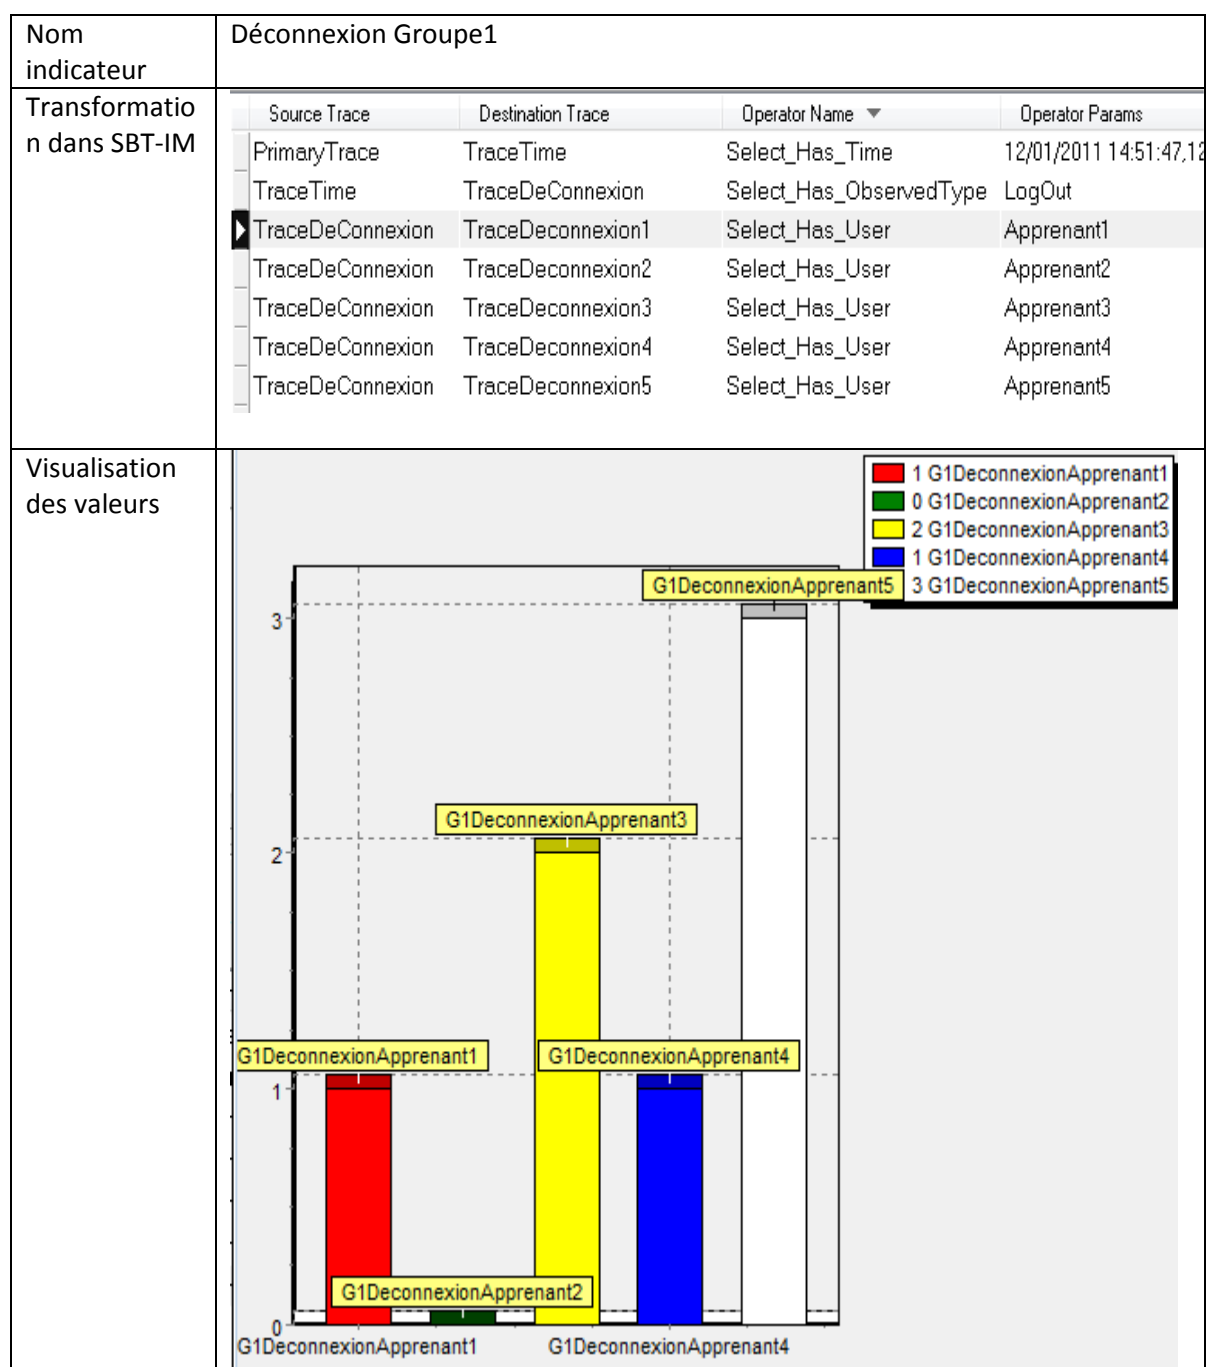 Nom
indicateur
Déconnexion Groupe1
Transformatio
n dans SBT-IM
Source Trace Destination Trace Operator Name Operator Params
PrimaryTrace TraceTime Select_Has_Time 12/01/2011 14:51:47,12
TraceTime TraceDeConnexion Select_Has_ObservedType LogOut
TraceDeConnexion TraceDeconnexion1 Select_Has_User Apprenant1
TraceDeConnexion TraceDeconnexion2 Select_Has_User Apprenant2
TraceDeConnexion TraceDeconnexion3 Select_Has_User Apprenant3
TraceDeConnexion TraceDeconnexion4 Select_Has_User Apprenant4
TraceDeConnexion TraceDeconnexion5 Select_Has_User Apprenant5
Visualisation
des valeurs
1 G1DeconnexionApprenant1
0 G1DeconnexionApprenant2
2 G1DeconnexionApprenant3
1 G1DeconnexionApprenant4
3 G1DeconnexionApprenant5
G1DeconnexionApprenant5
3
G1DeconnexionApprenant3
2
G1DeconnexionApprenant1 G1DeconnexionApprenant4
1
G1DeconnexionApprenant2
0
G1DeconnexionApprenant1 G1DeconnexionApprenant4